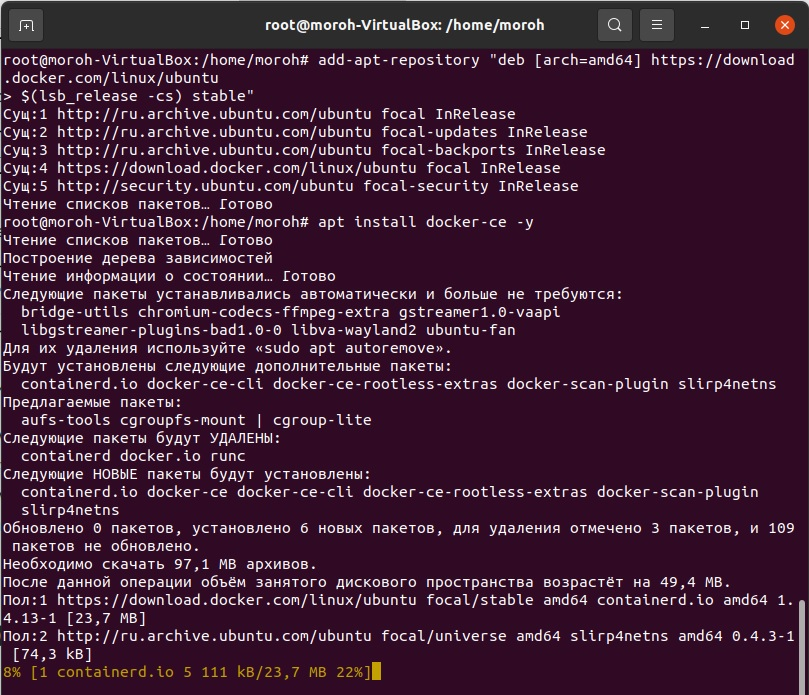 root@moroh-VirtualBox: /home/moroh
root@moroh-VirtualBox:/home/moroh# add-apt-repository "deb [arch=amd64] https://download
.docker.com/linux/ubuntu
> $(lsb_release -cs) stable"
Сущ:1 http://ru.archive.ubuntu.com/ubuntu focal InRelease
Сущ:2 http://ru.archive.ubuntu.com/ubuntu focal-updates InRelease
Сущ:3 http://ru.archive.ubuntu.com/ubuntu focal-backports InRelease
Сущ:4 https://download.docker.com/linux/ubuntu focal InRelease
Сущ:5 http://security.ubuntu.com/ubuntu focal-security InRelease
Чтение списков пакетов… Готово
root@moroh-VirtualBox:/home/moroh# apt install docker-ce -y
Чтение списков пакетов… Готово
Построение дерева зависимостей
Чтение информации о состоянии… Готово
Следующие пакеты устанавливались автоматически и больше не требуются:
  bridge-utils chromium-codecs-ffmpeg-extra gstreamer1.0-vaapi
  libgstreamer-plugins-bad1.0-0 libva-wayland2 ubuntu-fan
Для их удаления используйте «sudo apt autoremove».
Будут установлены следующие дополнительные пакеты:
  containerd.io docker-ce-cli docker-ce-rootless-extras docker-scan-plugin slirp4netns
Предлагаемые пакеты:
  aufs-tools cgroupfs-mount | cgroup-lite
Следующие пакеты будут УДАЛЕНЫ:
  containerd docker.io runc
Следующие НОВЫЕ пакеты будут установлены:
  containerd.io docker-ce docker-ce-cli docker-ce-rootless-extras docker-scan-plugin
  slirp4netns
Обновлено 0 пакетов, установлено 6 новых пакетов, для удаления отмечено 3 пакетов, и 109
 пакетов не обновлено.
Необходимо скачать 97,1 MB архивов.
После данной операции объём занятого дискового пространства возрастёт на 49,4 MB.
Пол:1 https://download.docker.com/linux/ubuntu focal/stable amd64 containerd.io amd64 1.
4.13-1 [23,7 MB]
Пол:2 http://ru.archive.ubuntu.com/ubuntu focal/universe amd64 slirp4netns amd64 0.4.3-1
 [74,3 kB]
8% [1 containerd.io 5 111 kB/23,7 MB 22%]